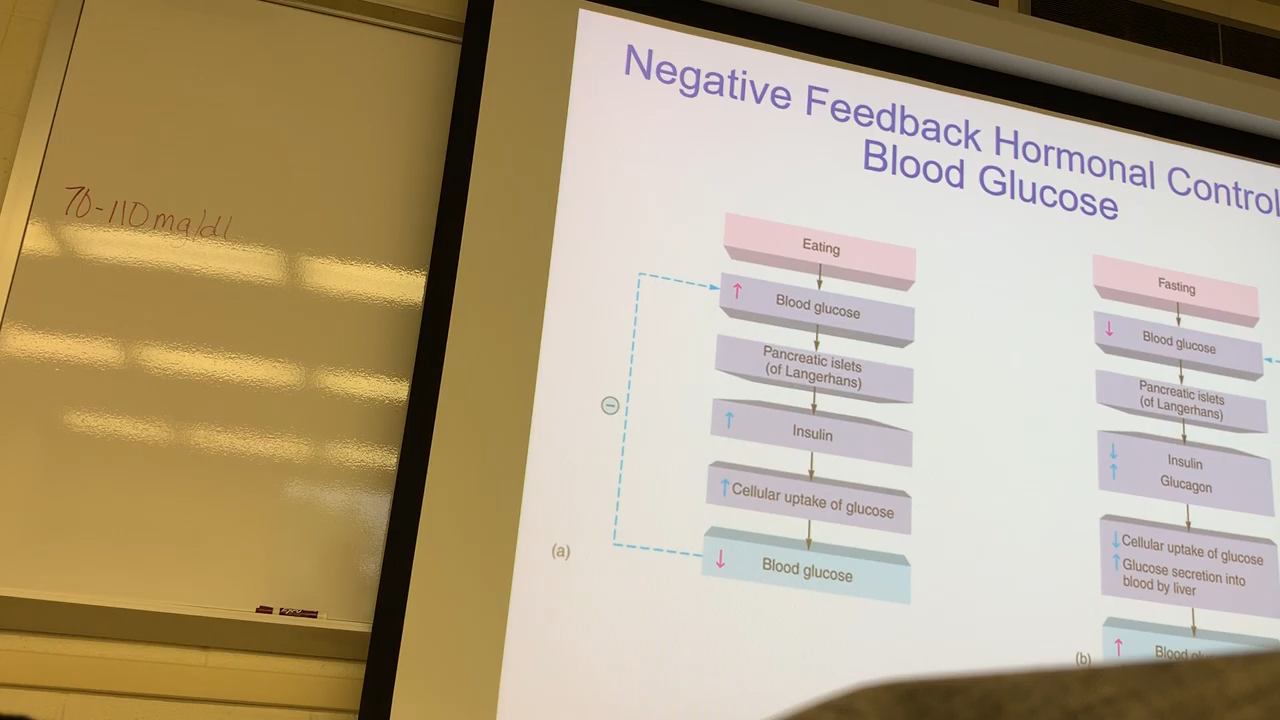 70-110mg/dl
Negative Feedback Hormonal Control
Blood Glucose
Eating
↑ Blood glucose
Pancreatic islets
(of Langerhans)
↑ Insulin
↑ Cellular uptake of glucose
↓ Blood glucose
(a)
Fasting
↓ Blood glucose
Pancreatic islets
(of Langerhans)
↓ Insulin
↑ Glucagon
↓ Cellular uptake of glucose
↑ Glucose secretion into
blood by liver
↑ Blood
(b)